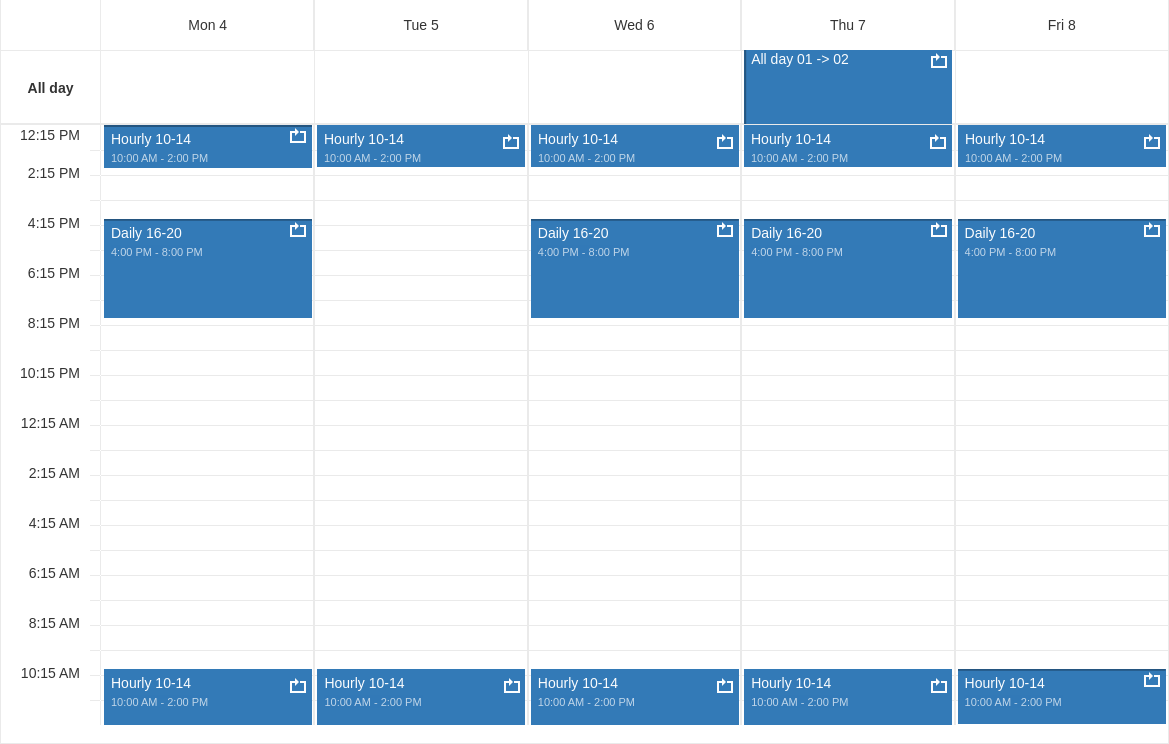 Mon 4
Tue 5
Wed 6
Thu 7
Fri 8
All day
All day 01 -> 02
12:15 PM
Hourly 10-14
10:00 AM - 2:00 PM
Hourly 10-14
10:00 AM - 2:00 PM
Hourly 10-14
10:00 AM - 2:00 PM
Hourly 10-14
10:00 AM - 2:00 PM
Hourly 10-14
10:00 AM - 2:00 PM
2:15 PM
4:15 PM
Daily 16-20
4:00 PM - 8:00 PM
Daily 16-20
4:00 PM - 8:00 PM
Daily 16-20
4:00 PM - 8:00 PM
Daily 16-20
4:00 PM - 8:00 PM
6:15 PM
8:15 PM
10:15 PM
12:15 AM
2:15 AM
4:15 AM
6:15 AM
8:15 AM
10:15 AM
Hourly 10-14
10:00 AM - 2:00 PM
Hourly 10-14
10:00 AM - 2:00 PM
Hourly 10-14
10:00 AM - 2:00 PM
Hourly 10-14
10:00 AM - 2:00 PM
Hourly 10-14
10:00 AM - 2:00 PM